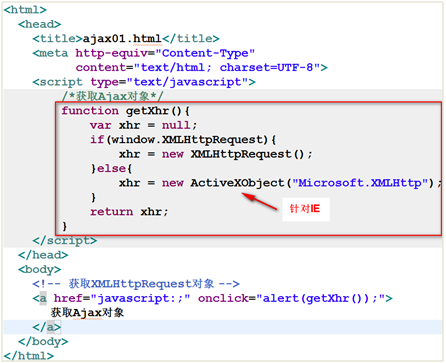 <html>
<head>
<title>ajax01.html</title>
<meta http-equiv="Content-Type"
content="text/html; charset=UTF-8">
<script type="text/javascript">
/*获取Ajax对象*/
function getXhr(){
var xhr = null;
if(window.XMLHttpRequest){
xhr = new XMLHttpRequest();
}else{
xhr = new ActiveXObject("Microsoft.XMLHttp");
}
针对IE
return xhr;
}
</script>
</head>
<body>
<!-- 获取XMLHttpRequest对象 -->
<a href="javascript:;" onclick="alert(getXhr());">
获取Ajax对象
</a>
</body>
</html>